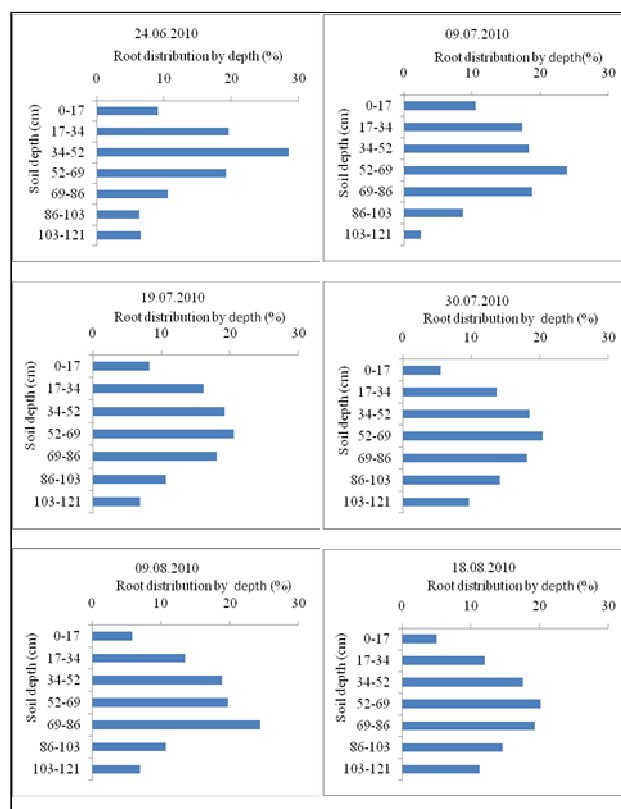 24.06.2010
Root distribution by depth (%)
0 10 20 30
Soil depth (cm)
0-17
17-34
34-52
52-69
69-86
86-103
103-121
09.07.2010
Root distribution by depth(%)
0 10 20 30
Soil depth (cm)
0-17
17-34
34-52
52-69
69-86
86-103
103-121
19.07.2010
Root distribution by depth (%)
0 10 20 30
Soil depth (cm)
0-17
17-34
34-52
52-69
69-86
86-103
103-121
30.07.2010
Root distribution by depth (%)
0 10 20 30
Soil depth (cm)
0-17
17-34
34-52
52-69
69-86
86-103
103-121
09.08.2010
Root distribution by depth (%)
0 10 20 30
Soil depth (cm)
0-17
17-34
34-52
52-69
69-86
86-103
103-121
18.08.2010
Root distribution by depth (%)
0 10 20 30
Soil depth (cm)
0-17
17-34
34-52
52-69
69-86
86-103
103-121